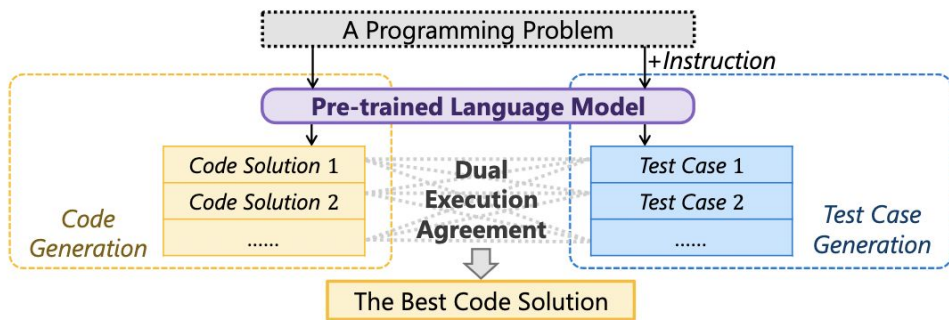 A Programming Problem
+Instruction
Pre-trained Language Model
Code Solution 1
Code Solution 2
......
Code
Generation
Dual
Execution
Agreement
Test Case 1
Test Case 2
......
Test Case
Generation
The Best Code Solution